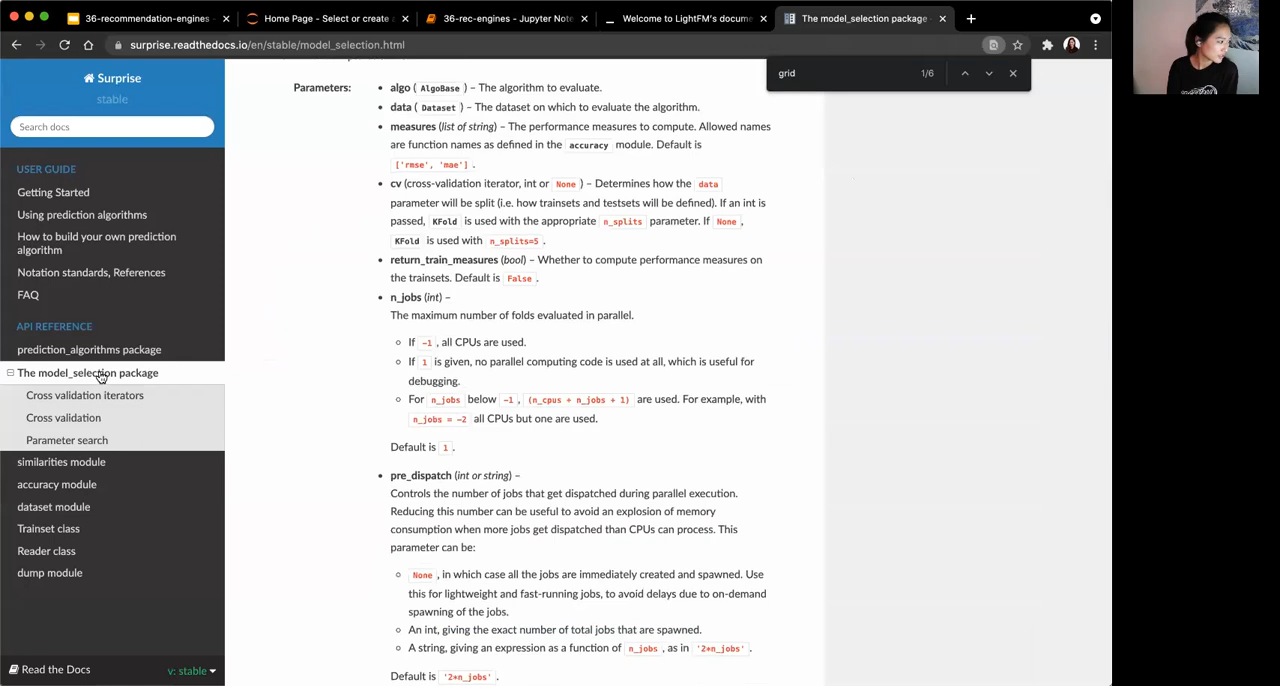 36-recommendation-engines
Home Page - Select or create
36-rec-engines - Jupyter Note
Welcome to LightFM's docume
The model_selection package
surprise.readthedocs.io/en/stable/model_selection.html
grid
1/6
Surprise
stable
Search docs
USER GUIDE
Getting Started
Using prediction algorithms
How to build your own prediction
algorithm
Notation standards, References
FAQ
API REFERENCE
prediction_algorithms package
The model_selection package
Cross validation iterators
Cross validation
Parameter search
similarities module
accuracy module
dataset module
Trainset class
Reader class
dump module
Read the Docs
v: stable
Parameters:
algo ( AlgoBase ) – The algorithm to evaluate.
data ( Dataset ) – The dataset on which to evaluate the algorithm.
measures (list of string) – The performance measures to compute. Allowed names
are function names as defined in the accuracy module. Default is
['rmse', 'mae'] .
cv (cross-validation iterator, int or None ) – Determines how the data
parameter will be split (i.e. how trainsets and testsets will be defined). If an int is
passed, KFold is used with the appropriate n_splits parameter. If None ,
KFold is used with n_splits=5 .
return_train_measures (bool) – Whether to compute performance measures on
the trainsets. Default is False .
n_jobs (int) –
The maximum number of folds evaluated in parallel.
If -1 , all CPUs are used.
If 1 is given, no parallel computing code is used at all, which is useful for
debugging.
For n_jobs below -1 , (n_cpus + n_jobs + 1) are used. For example, with
n_jobs = -2 all CPUs but one are used.
Default is 1 .
pre_dispatch (int or string) –
Controls the number of jobs that get dispatched during parallel execution.
Reducing this number can be useful to avoid an explosion of memory
consumption when more jobs get dispatched than CPUs can process. This
parameter can be:
None , in which case all the jobs are immediately created and spawned. Use
this for lightweight and fast-running jobs, to avoid delays due to on-demand
spawning of the jobs.
An int, giving the exact number of total jobs that are spawned.
A string, giving an expression as a function of n_jobs , as in '2*n_jobs' .
Default is '2*n_jobs' .